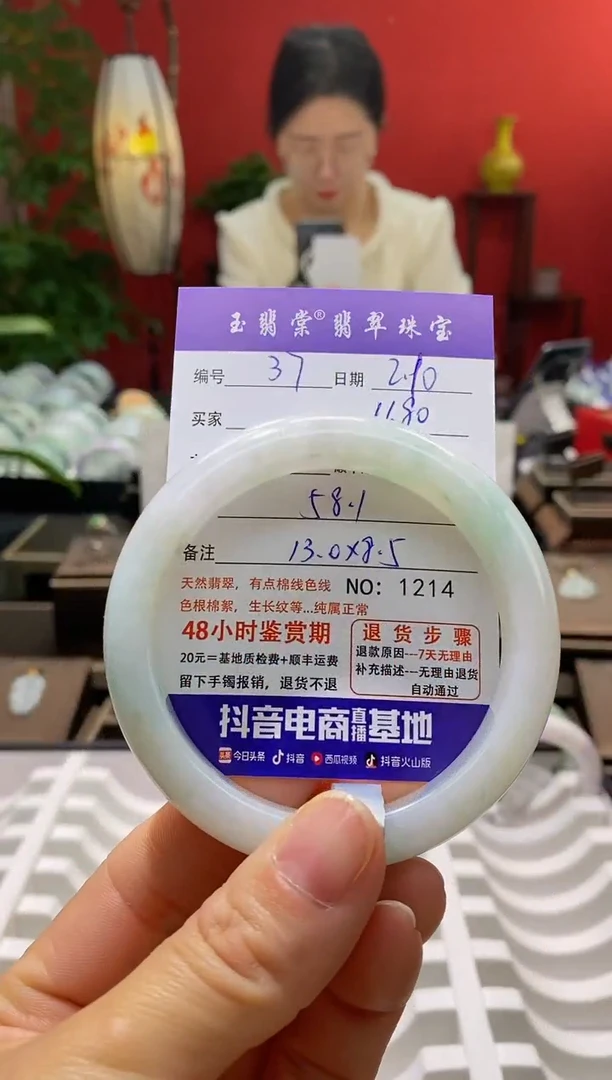 玉翡棠®翡翠珠宝
编号 37 日期 2.10
买家 1180
58.1
备注 13.0x8.5
天然翡翠，有点棉线色线 NO: 1214
色根棉絮，生长纹等...纯属正常
48小时鉴赏期
20元=基地质检费+顺丰运费
留下手镯报销，退货不退
退货步骤
退款原因---7天无理由
补充描述---无理由退货
自动通过
抖音电商直播基地
头条 今日头条 抖音 西瓜视频 抖音火山版